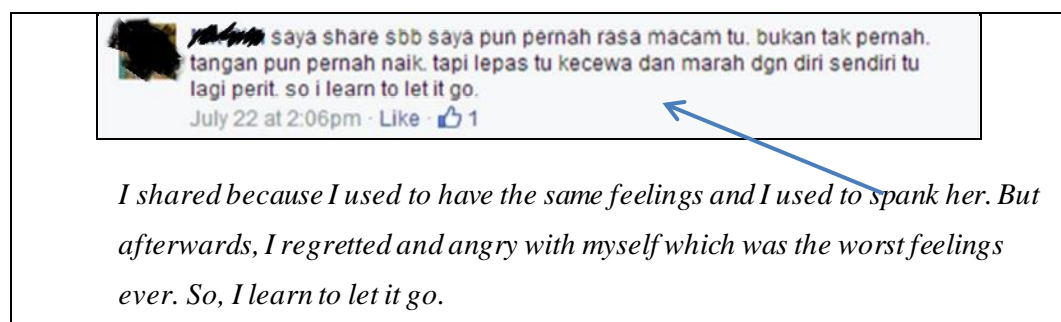 saya share sbb saya pun pernah rasa macam tu. bukan tak pernah.
tangan pun pernah naik. tapi lepas tu kecewa dan marah dgn diri sendiri tu
lagi perit. so i learn to let it go.
July 22 at 2:06pm · Like · 1
I shared because I used to have the same feelings and I used to spank her. But
afterwards, I regretted and angry with myself which was the worst feelings
ever. So, I learn to let it go.